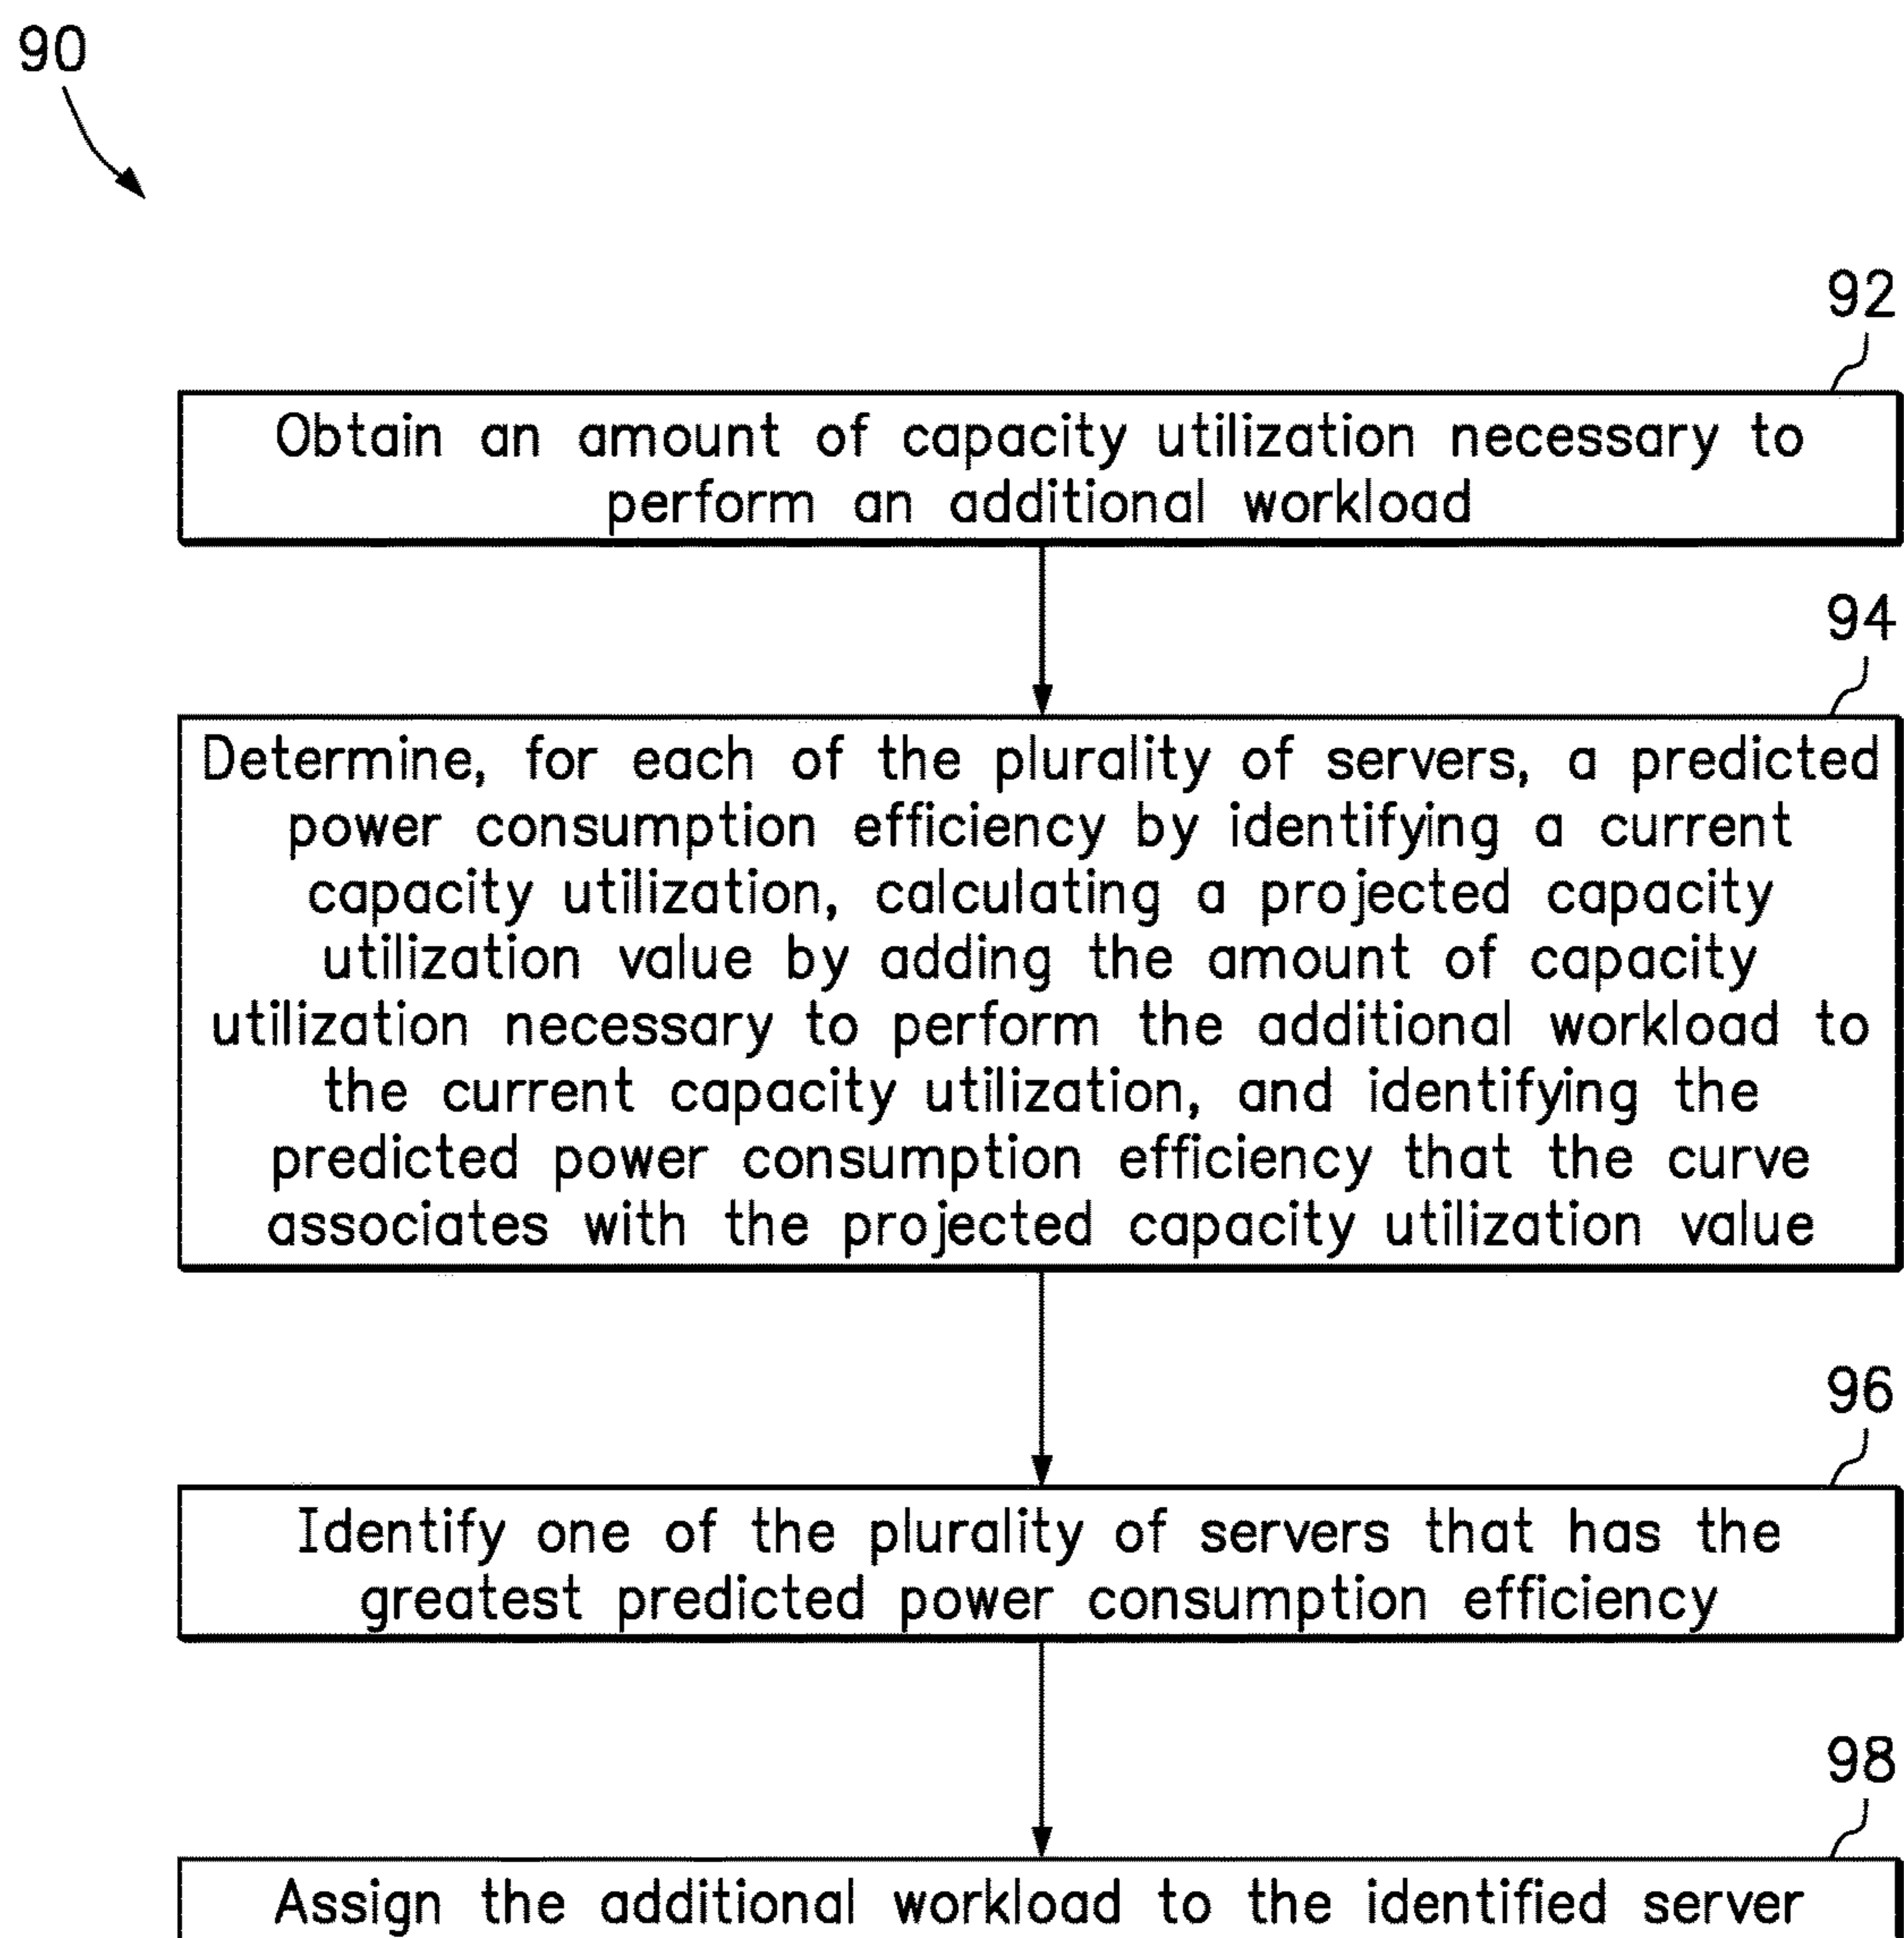 90
92
Obtain an amount of capacity utilization necessary to
perform an additional workload
94
Determine, for each of the plurality of servers, a predicted
power consumption efficiency by identifying a current
capacity utilization, calculating a projected capacity
utilization value by adding the amount of capacity
utilization necessary to perform the additional workload to
the current capacity utilization, and identifying the
predicted power consumption efficiency that the curve
associates with the projected capacity utilization value
96
Identify one of the plurality of servers that has the
greatest predicted power consumption efficiency
98
Assign the additional workload to the identified server